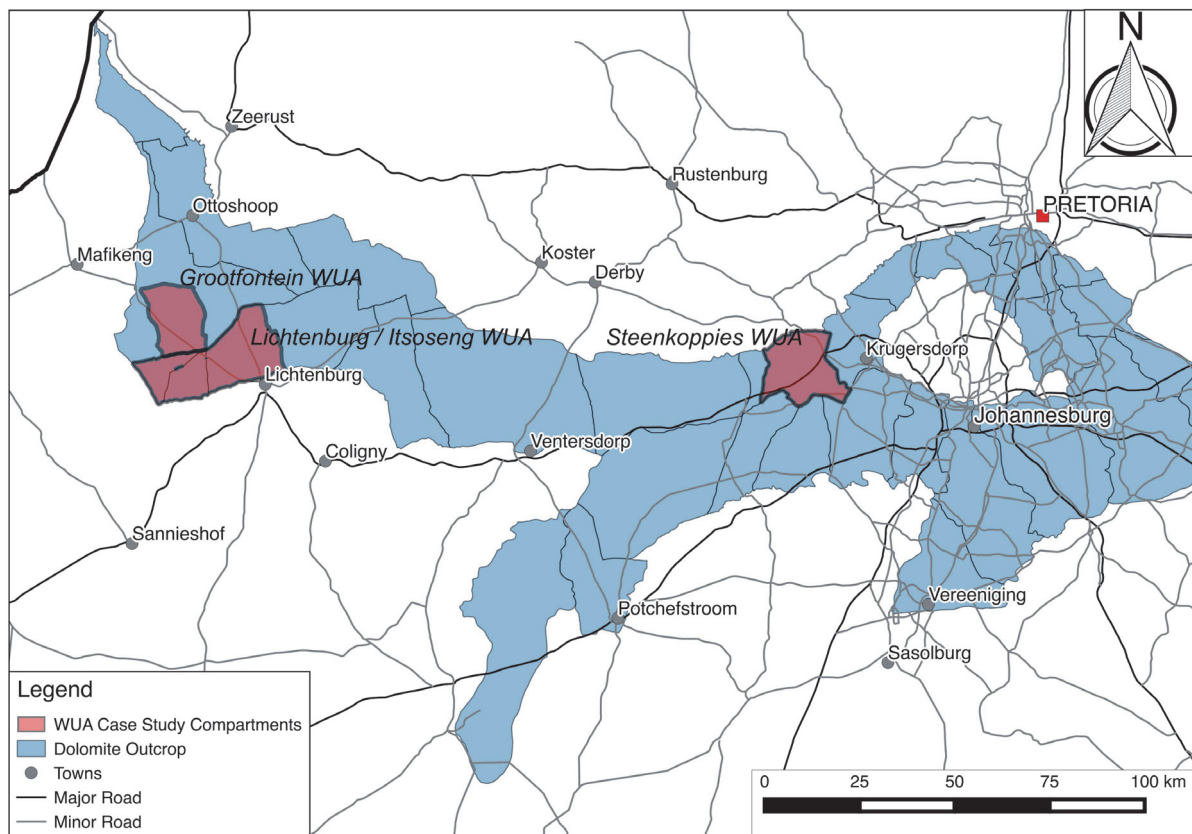 N
Zeerust
Rustenburg
PRETORIA
Ottoshoop
Mafikeng
Koster
Derby
Grootfontein WUA
Lichtenburg / Itsoseng WUA
Steenkoppies WUA
Krugersdorp
Lichtenburg
Johannesburg
Ventersdorp
Coligny
Sannieshof
Potchefstroom
Vereeniging
Sasolburg
Legend
WUA Case Study Compartments
Dolomite Outcrop
Towns
Major Road
Minor Road
0 25 50 75 100 km